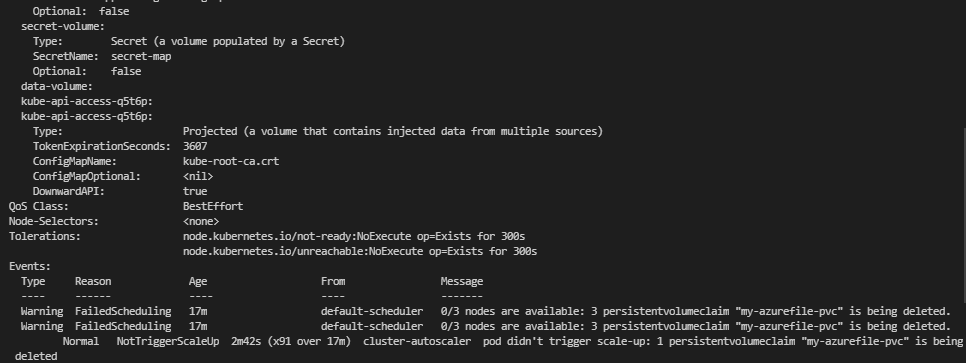 Optional:  false
secret-volume:
Type:        Secret (a volume populated by a Secret)
SecretName:  secret-map
Optional:    false
data-volume:
kube-api-access-q5t6p:
kube-api-access-q5t6p:
Type:                    Projected (a volume that contains injected data from multiple sources)
TokenExpirationSeconds:  3607
ConfigMapName:           kube-root-ca.crt
ConfigMapOptional:       <nil>
DownwardAPI:             true
QoS Class:                   BestEffort
Node-Selectors:              <none>
Tolerations:                 node.kubernetes.io/not-ready:NoExecute op=Exists for 300s
node.kubernetes.io/unreachable:NoExecute op=Exists for 300s
Events:
Type     Reason             Age                   From                Message
----     ------             ----                  ----                -------
Warning  FailedScheduling   17m                   default-scheduler   0/3 nodes are available: 3 persistentvolumeclaim "my-azurefile-pvc" is being deleted.
Warning  FailedScheduling   17m                   default-scheduler   0/3 nodes are available: 3 persistentvolumeclaim "my-azurefile-pvc" is being deleted.
Normal   NotTriggerScaleUp  2m42s (x91 over 17m)  cluster-autoscaler  pod didn't trigger scale-up: 1 persistentvolumeclaim "my-azurefile-pvc" is being
deleted